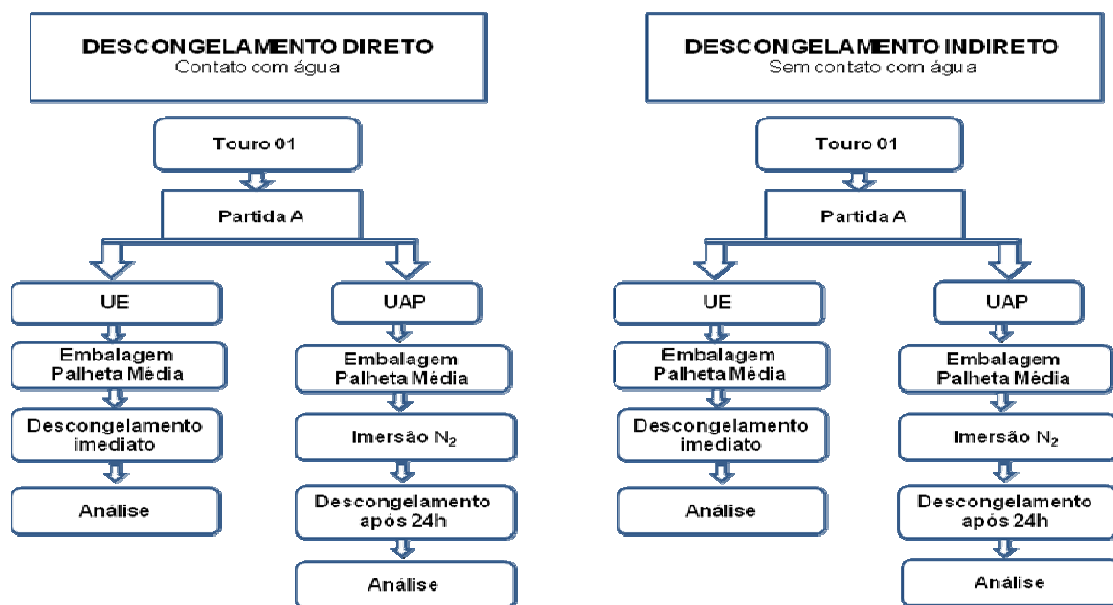 DESCONGELAMENTO DIRETO
Contato com água
Touro 01
Partida A
UE
Embalagem
Palheta Média
Descongelamento
imediato
Análise
UAP
Embalagem
Palheta Média
Imersão N₂
Descongelamento
após 24h
Análise
DESCONGELAMENTO INDIRETO
Sem contato com água
Touro 01
Partida A
UE
Embalagem
Palheta Média
Descongelamento
imediato
Análise
UAP
Embalagem
Palheta Média
Imersão N₂
Descongelamento
após 24h
Análise